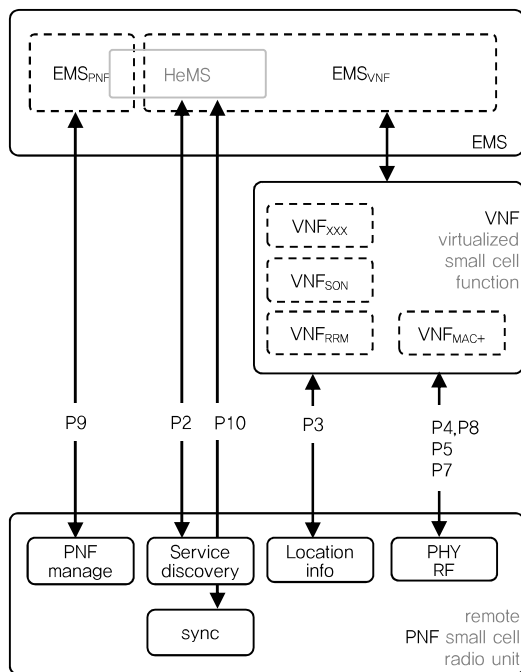 EMSPNF
HeMS
EMSVNF
EMS
VNF
virtualized
small cell
function
VNFXXX
VNFSON
VNFRRM
VNFMAC+
P9
P2
P10
P3
P4,P8
P5
P7
PNF
manage
Service
discovery
Location
info
PHY
RF
sync
remote
PNF small cell
radio unit